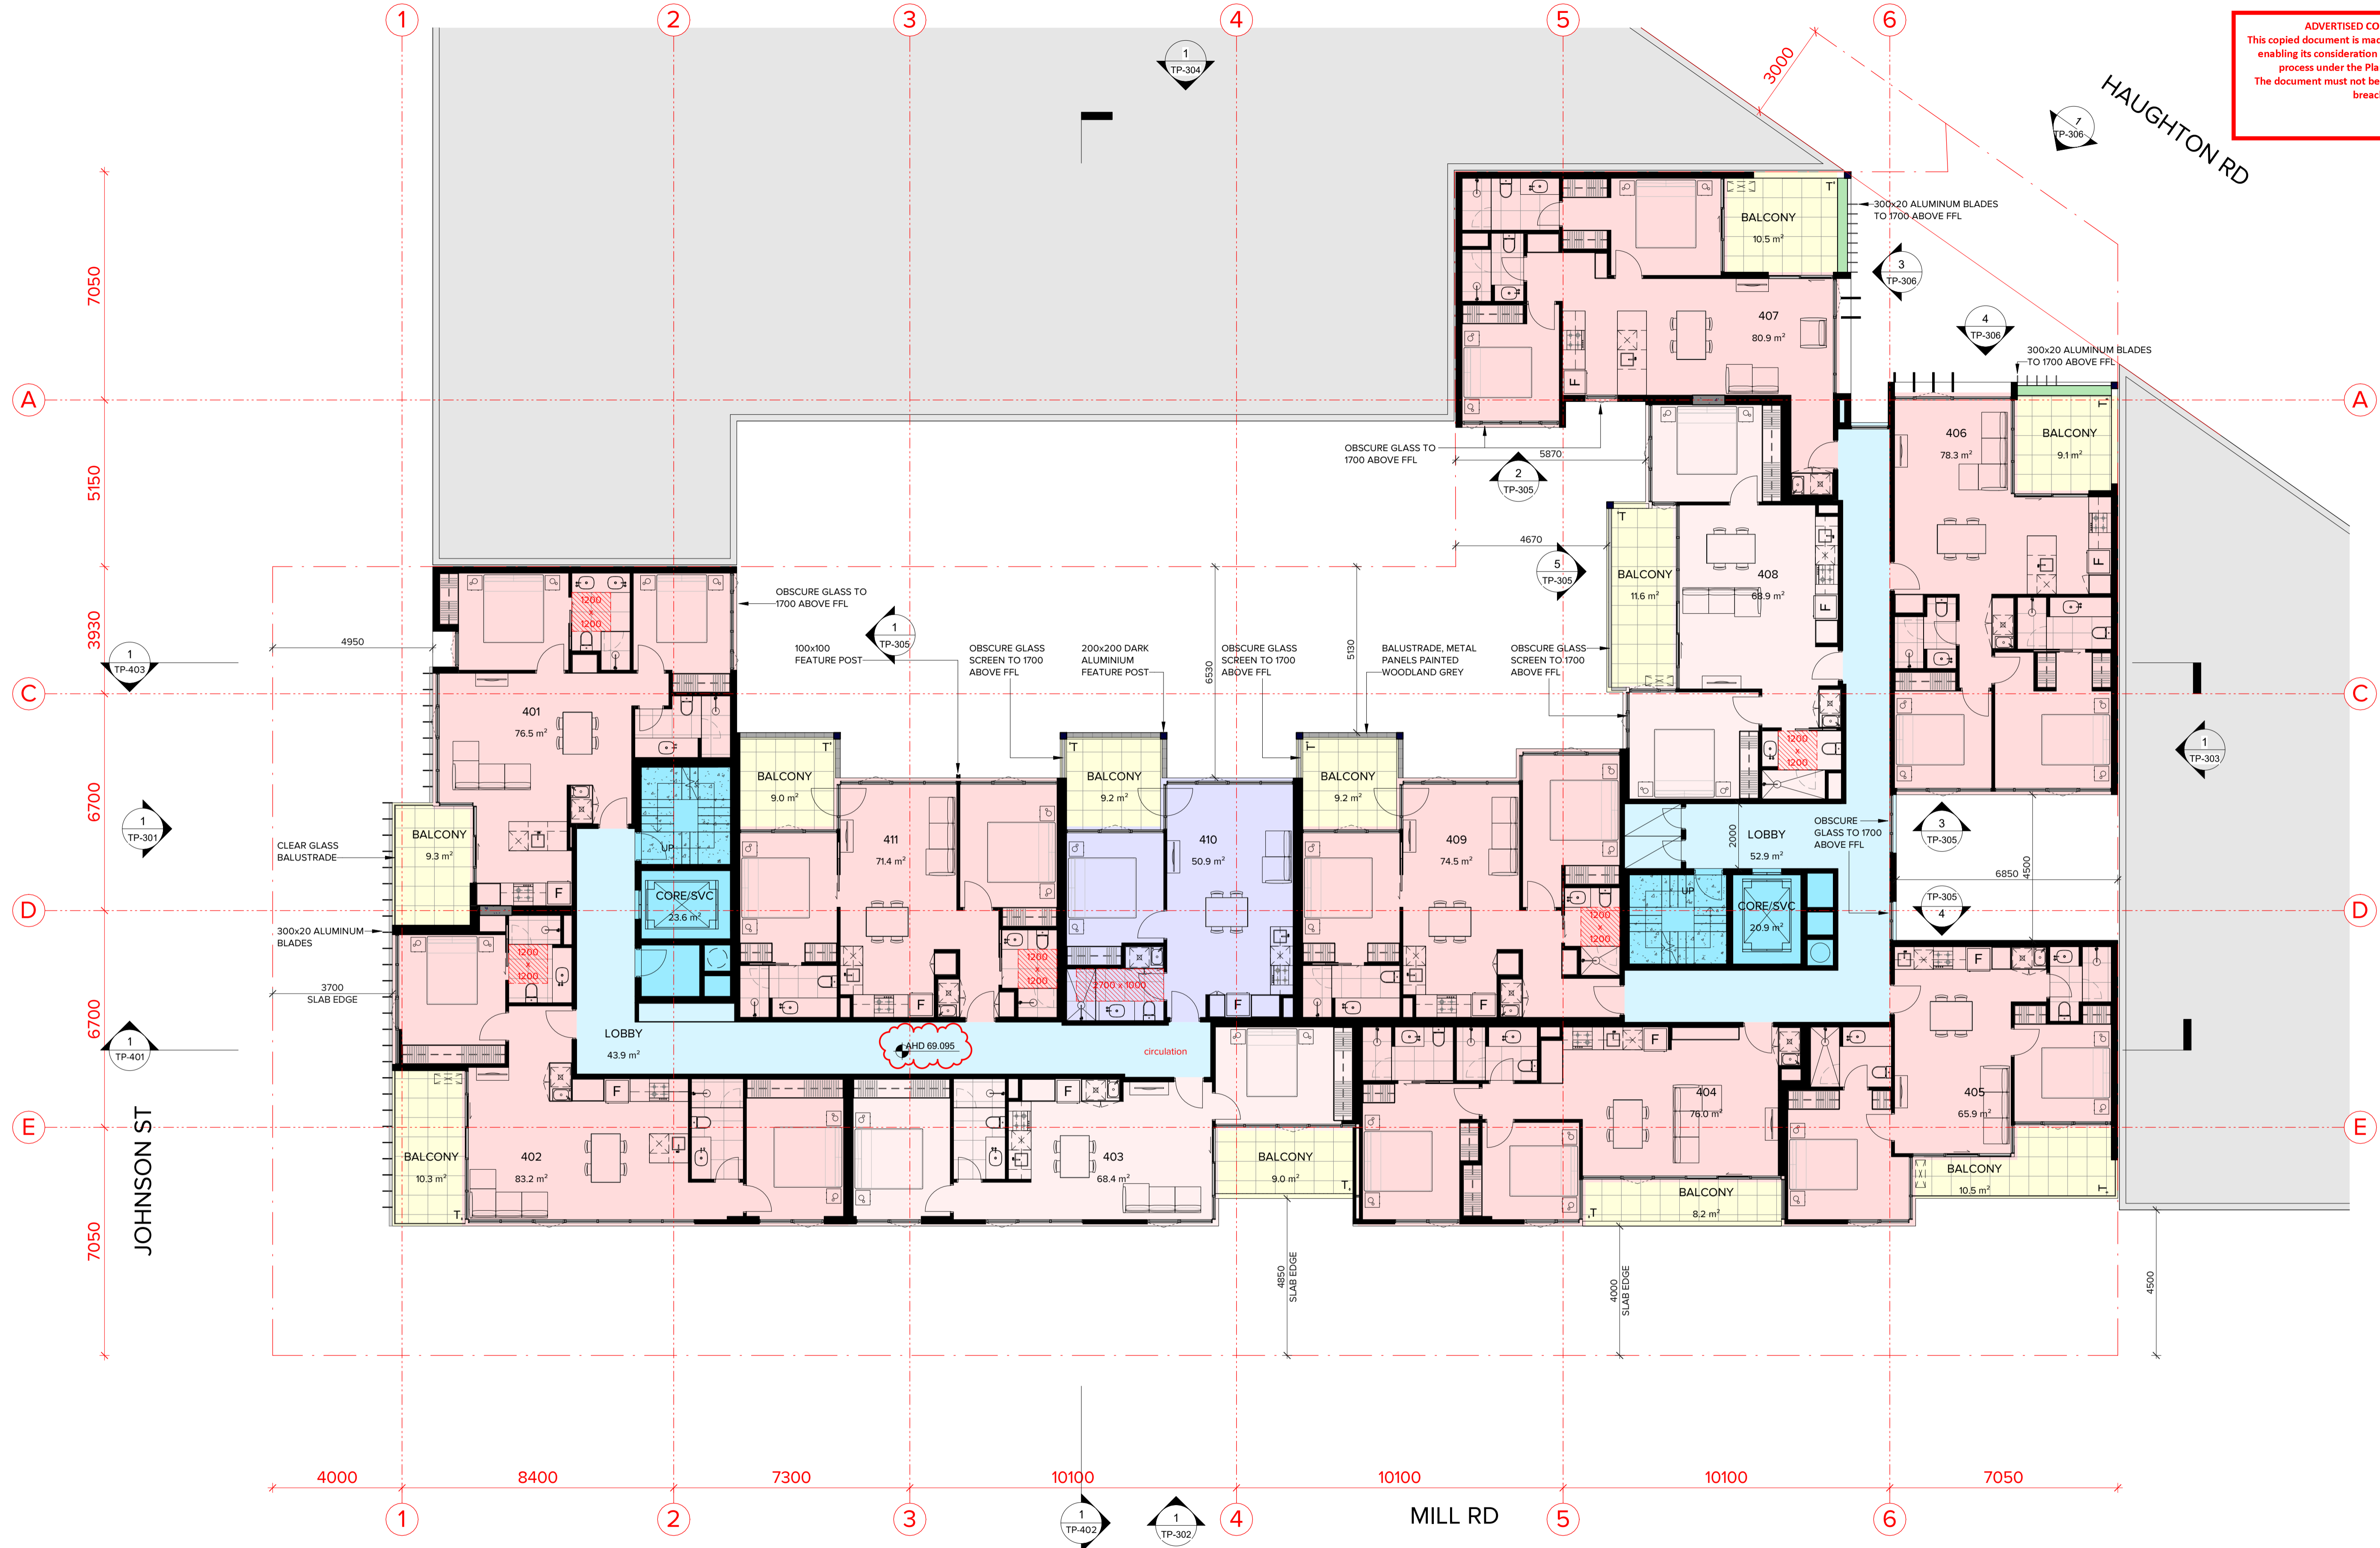 1
2
3
4
5
6
ADVERTISED CO
This copied document is mad
enabling its consideration
process under the Pla
The document must not be
breach
HAUGHTON RD
3000
1
TP-304
1
TP-306
7050
BALCONY
10.5 m²
T
300x20 ALUMINUM BLADES
TO 1700 ABOVE FFL
3
TP-306
407
80.9 m²
F
4
TP-306
300x20 ALUMINUM BLADES
TO 1700 ABOVE FFL
A
A
5150
OBSCURE GLASS TO
1700 ABOVE FFL
5870
2
TP-305
406
78.3 m²
BALCONY
9.1 m²
T
F
4670
5
TP-305
T
BALCONY
11.6 m²
408
68.9 m²
F
3930
4950
1
TP-403
1200
x
1200
OBSCURE GLASS TO
1700 ABOVE FFL
1
TP-305
100x100
FEATURE POST
OBSCURE GLASS
SCREEN TO 1700
ABOVE FFL
200x200 DARK
ALUMINIUM
FEATURE POST
6530
OBSCURE GLASS
SCREEN TO 1700
ABOVE FFL
5130
BALUSTRADE, METAL
PANELS PAINTED
WOODLAND GREY
OBSCURE GLASS
SCREEN TO 1700
ABOVE FFL
C
C
401
76.5 m²
6700
1
TP-301
BALCONY
9.3 m²
CLEAR GLASS
BALUSTRADE
F
UP
CORE/SVC
23.6 m²
BALCONY
9.0 m²
T
411
71.4 m²
F
1200
x
1200
T
BALCONY
9.2 m²
410
50.9 m²
2700 x 1000
F
T
BALCONY
9.2 m²
409
74.5 m²
F
1200
x
1200
1200
x
1200
LOBBY
52.9 m²
2000
OBSCURE
GLASS TO 1700
ABOVE FFL
UP
CORE/SVC
20.9 m²
3
TP-305
6850
4500
TP-305
4
1
TP-303
D
D
300x20 ALUMINUM
BLADES
1200
x
1200
3700
SLAB EDGE
6700
1
TP-401
LOBBY
43.9 m²
AHD 69.095
circulation
F
E
E
JOHNSON ST
7050
BALCONY
10.3 m²
T
402
83.2 m²
F
403
68.4 m²
F
BALCONY
9.0 m²
T
404
76.0 m²
F
BALCONY
8.2 m²
T
405
65.9 m²
BALCONY
10.5 m²
T
4850
SLAB EDGE
4000
SLAB EDGE
4500
4000
8400
7300
10100
10100
10100
7050
1
2
3
1
TP-402
1
TP-302
4
MILL RD
5
6